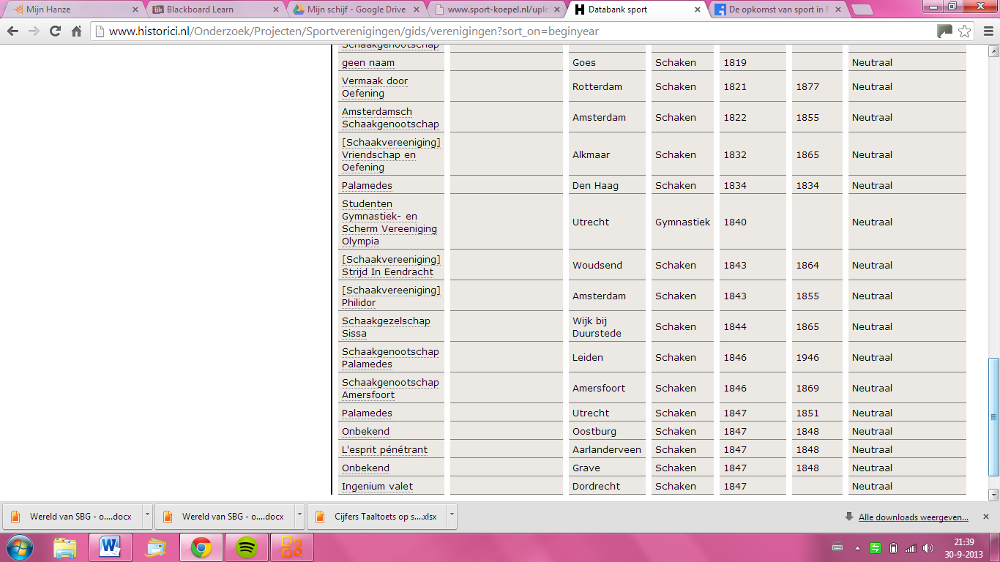 Mijn Hanze
Blackboard Learn
Mijn schijf - Google Drive
www.sport-koepel.nl/uplo
Databank sport
De opkomst van sport in N
www.historici.nl/Onderzoek/Projecten/Sportverenigingen/gids/verenigingen?sort_on=beginyear
Schaakgenootschap
geen naam Goes Schaken 1819 Neutraal
Vermaak door
Oefening Rotterdam Schaken 1821 1877 Neutraal
Amsterdamsch
Schaakgenootschap Amsterdam Schaken 1822 1855 Neutraal
[Schaakvereeniging]
Vriendschap en
Oefening Alkmaar Schaken 1832 1865 Neutraal
Palamedes Den Haag Schaken 1834 1834 Neutraal
Studenten
Gymnastiek- en
Scherm Vereeniging
Olympia Utrecht Gymnastiek 1840 Neutraal
[Schaakvereeniging]
Strijd In Eendracht Woudsend Schaken 1843 1864 Neutraal
[Schaakvereeniging]
Philidor Amsterdam Schaken 1843 1855 Neutraal
Schaakgezelschap
Sissa Wijk bij
Duurstede Schaken 1844 1865 Neutraal
Schaakgenootschap
Palamedes Leiden Schaken 1846 1946 Neutraal
Schaakgenootschap
Amersfoort Amersfoort Schaken 1846 1869 Neutraal
Palamedes Utrecht Schaken 1847 1851 Neutraal
Onbekend Oostburg Schaken 1847 1848 Neutraal
L'esprit pénétrant Aarlanderveen Schaken 1847 1848 Neutraal
Onbekend Grave Schaken 1847 1848 Neutraal
Ingenium valet Dordrecht Schaken 1847 Neutraal
Wereld van SBG - o....docx
Wereld van SBG - o....docx
Cijfers Taaltoets op s....xlsx
Alle downloads weergeven...
21:39
30-9-2013